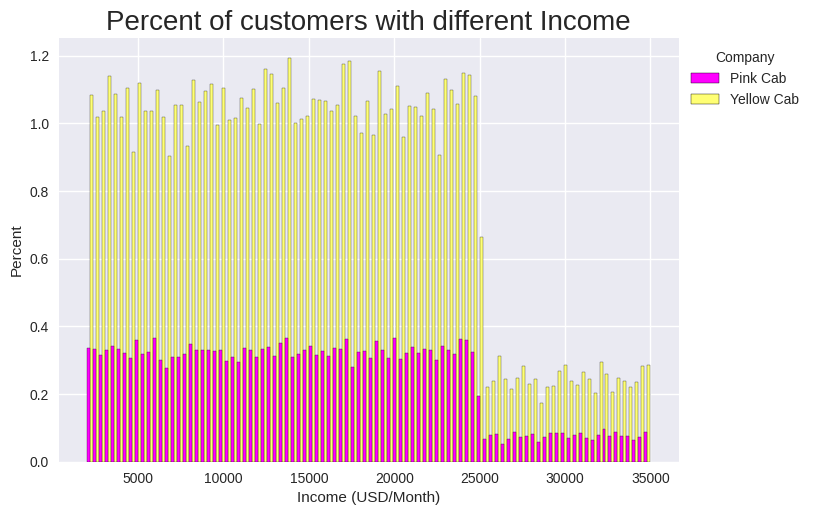 Percent of customers with different Income
Company
Pink Cab
Yellow Cab
1.2
1.0
0.8
0.6
0.4
0.2
0.0
Percent
5000 10000 15000 20000 25000 30000 35000
Income (USD/Month)